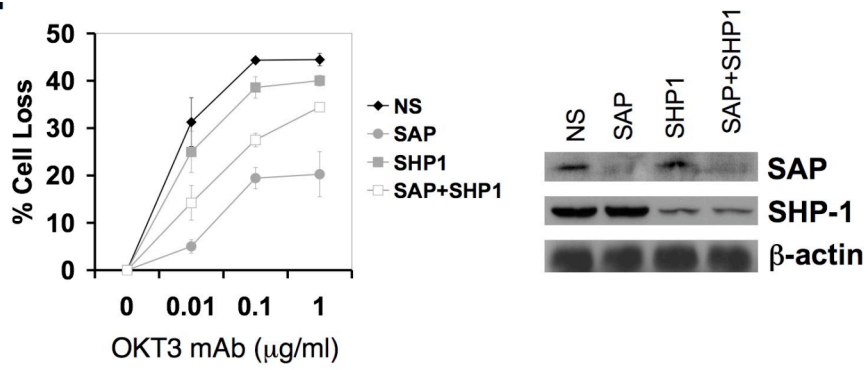 50
40
30
20
10
0
% Cell Loss
0 0.01 0.1 1
OKT3 mAb (μg/ml)
NS
SAP
SHP1
SAP+SHP1
NS SAP SHP1 SAP+SHP1
SAP
SHP-1
β-actin